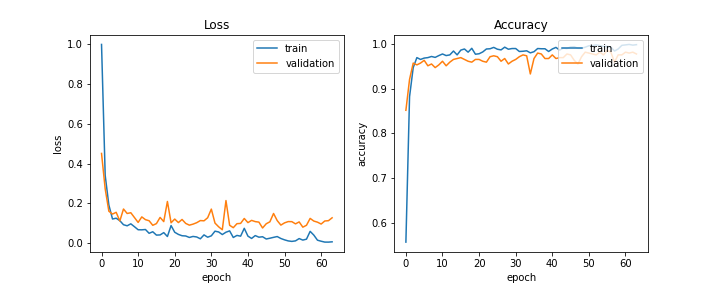 Loss
1.0
0.8
0.6
0.4
0.2
0.0
loss
0 10 20 30 40 50 60
epoch
train
validation
Accuracy
1.0
0.9
0.8
0.7
0.6
accuracy
0 10 20 30 40 50 60
epoch
train
validation